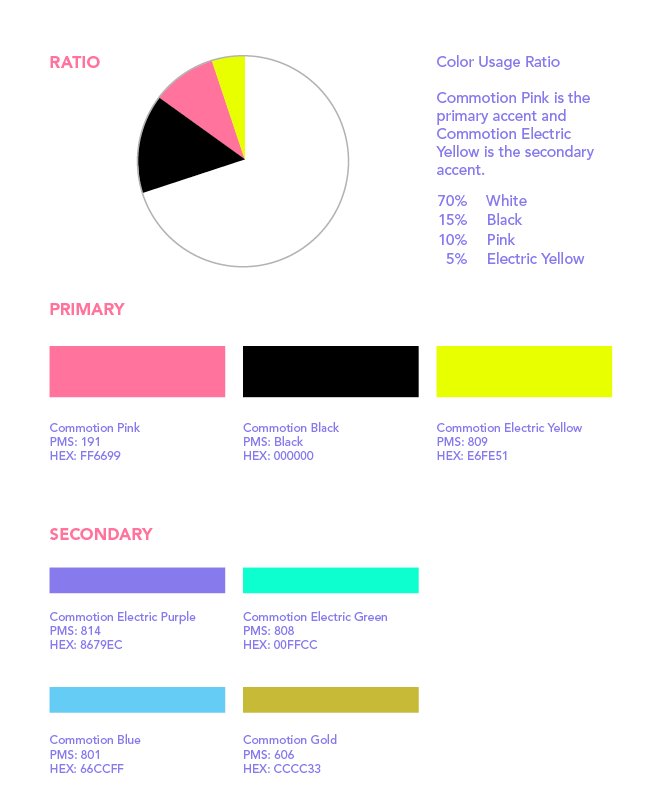 RATIO
Color Usage Ratio
Commotion Pink is the
primary accent and
Commotion Electric
Yellow is the secondary
accent.
70% White
15% Black
10% Pink
5% Electric Yellow
PRIMARY
Commotion Pink
PMS: 191
HEX: FF6699
Commotion Black
PMS: Black
HEX: 000000
Commotion Electric Yellow
PMS: 809
HEX: E6FE51
SECONDARY
Commotion Electric Purple
PMS: 814
HEX: 8679EC
Commotion Electric Green
PMS: 808
HEX: 00FFCC
Commotion Blue
PMS: 801
HEX: 66CCFF
Commotion Gold
PMS: 606
HEX: CCCC33